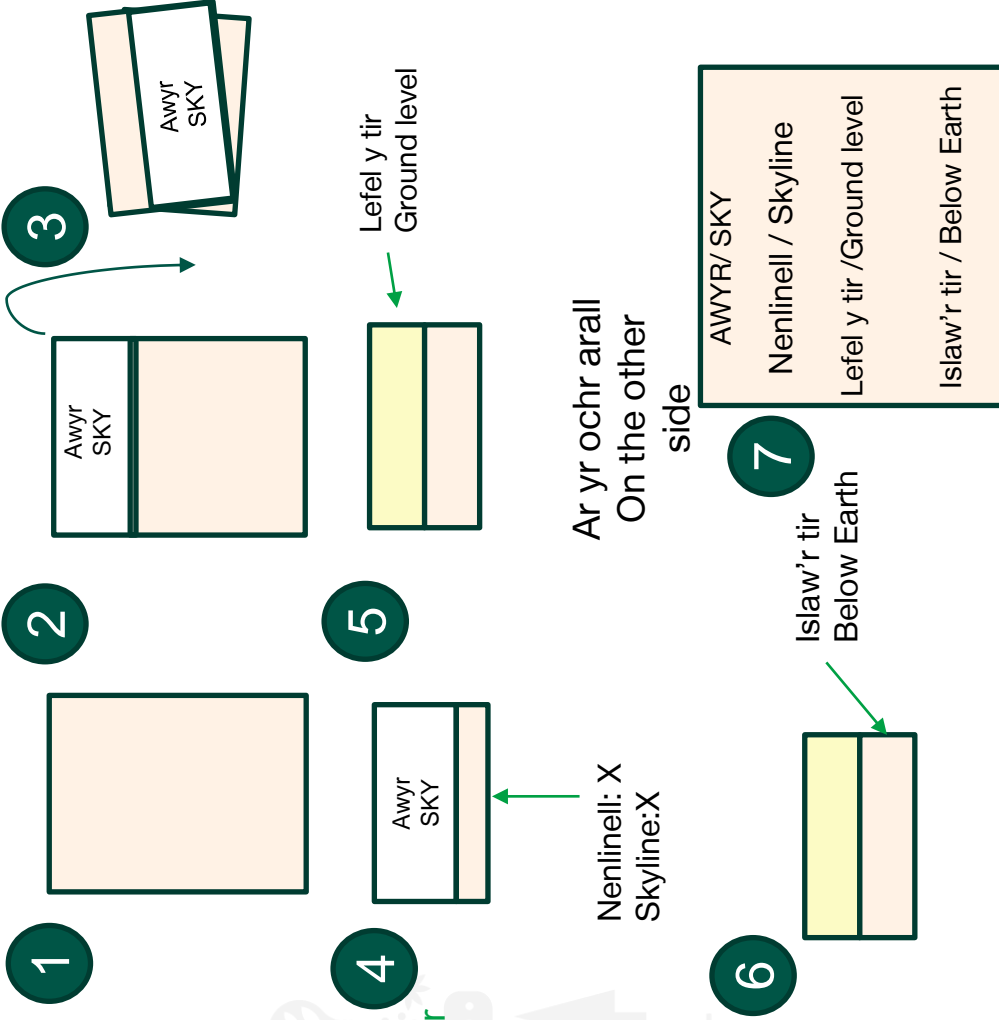 1
2
Awyr
SKY
3
Awyr
SKY
4
Awyr
SKY
Nenlinell: X
Skyline:X
5
Lefel y tir
Ground level
6
Islaw'r tir
Below Earth
Ar yr ochr arall
On the other
side
7
AWYR/ SKY
Nenlinell / Skyline
Lefel y tir /Ground level
Islaw'r tir / Below Earth
r